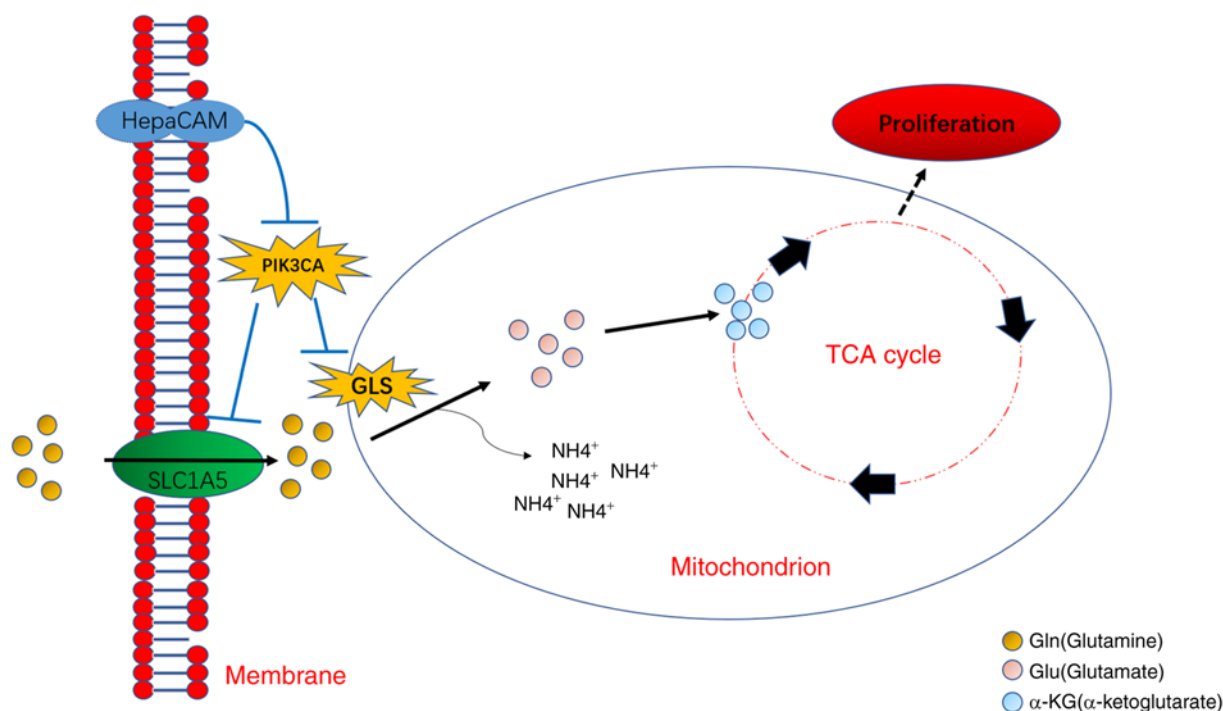 HepaCAM
Proliferation
PIK3CA
TCA cycle
GLS
NH4⁺
NH4⁺
NH4⁺
NH4⁺
NH4⁺
SLC1A5
Mitochondrion
Membrane
Gln(Glutamine)
Glu(Glutamate)
α-KG(α-ketoglutarate)